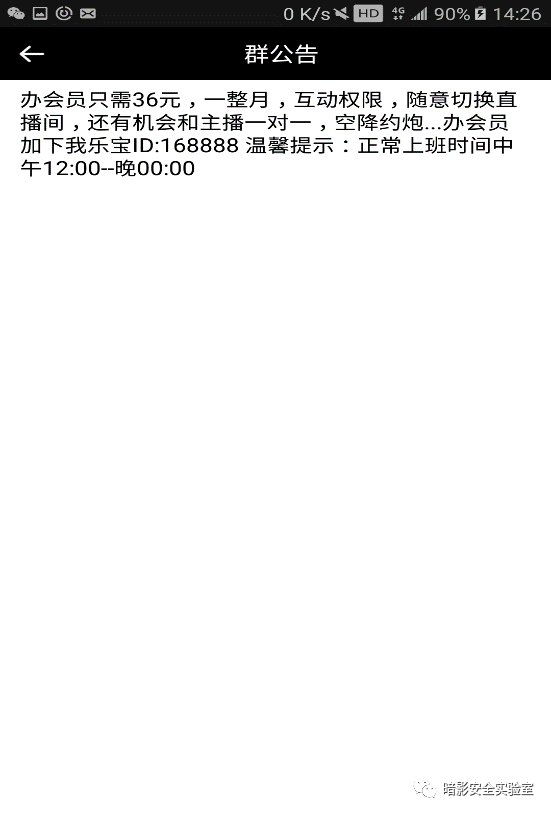 0 K/s HD 4G 90% 14:26
群公告
办会员只需36元，一整月，互动权限，随意切换直
播间，还有机会和主播一对一，空降约炮...办会员
加下我乐宝ID:168888 温馨提示：正常上班时间中
午12:00--晚00:00
暗影安全实验室